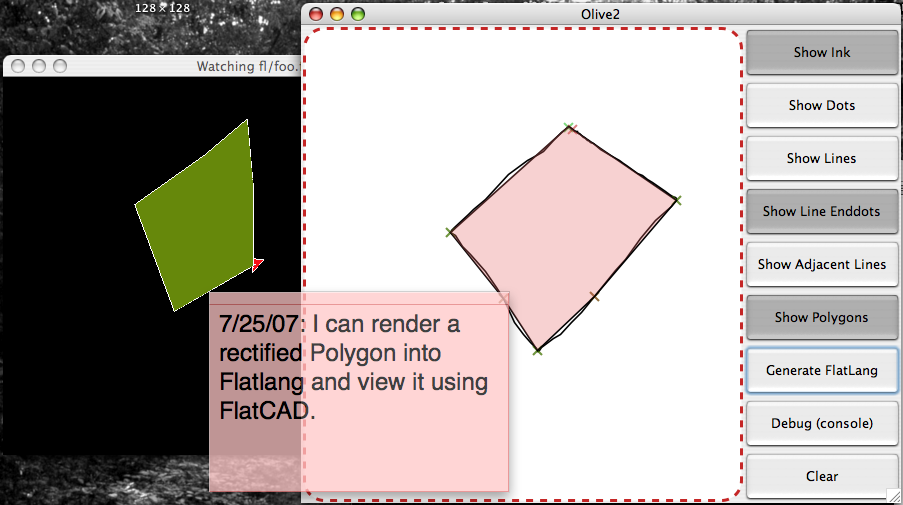 128 × 128
Olive2
Watching fl/foo.
Show Ink
Show Dots
Show Lines
Show Line Enddots
Show Adjacent Lines
Show Polygons
Generate FlatLang
Debug (console)
Clear
7/25/07: I can render a
rectified Polygon into
Flatlang and view it using
FlatCAD.